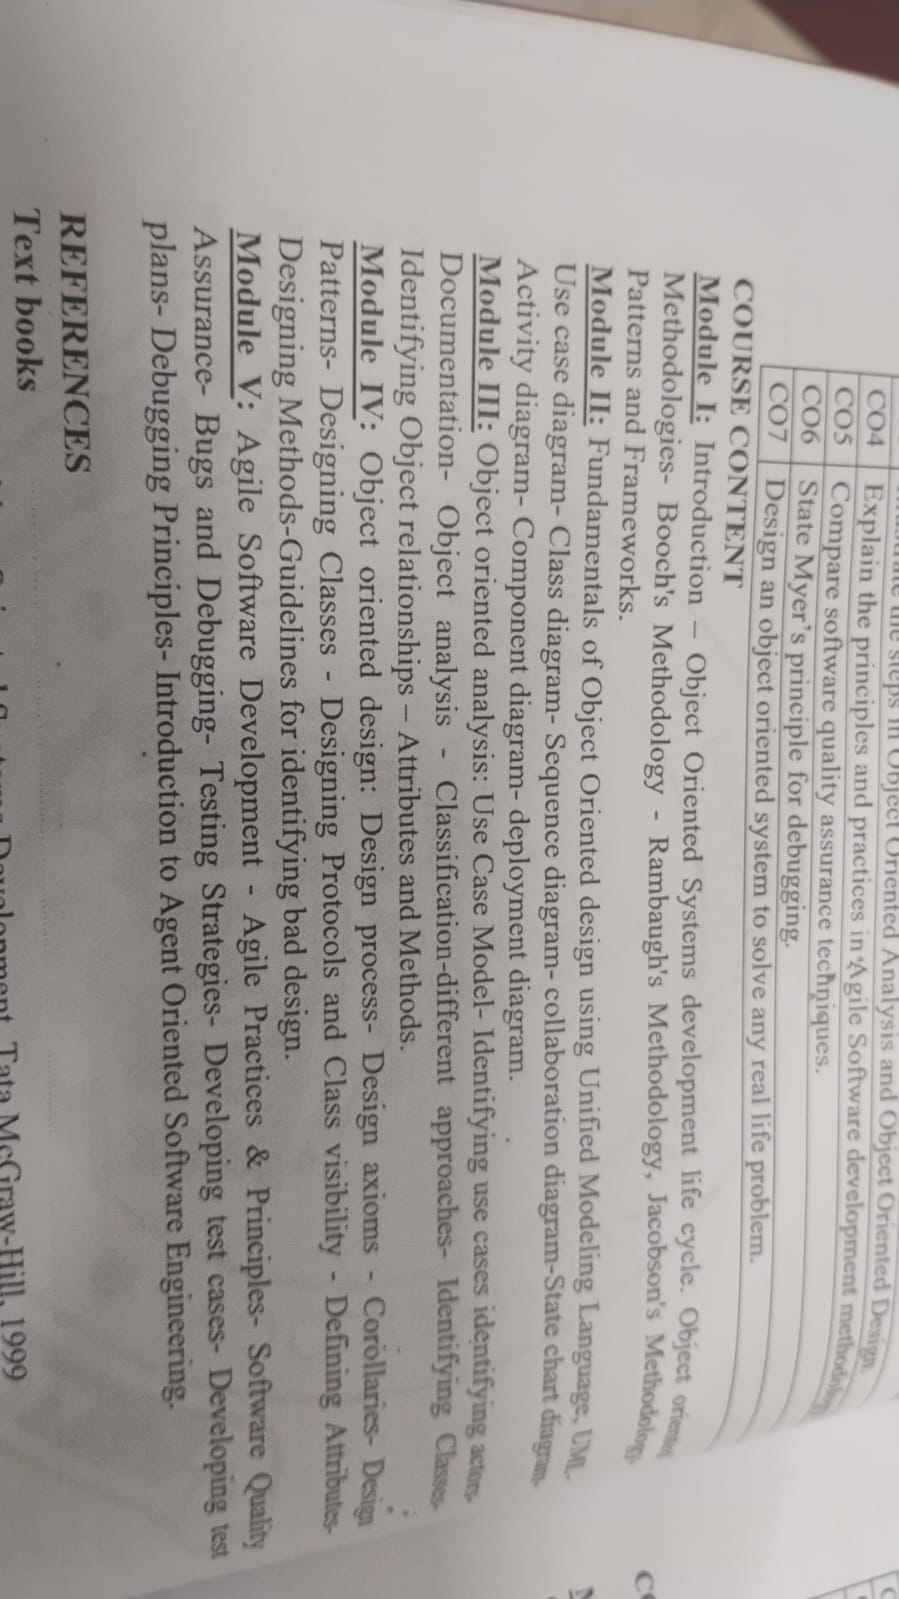 the steps in Object Oriented Analysis and Object Oriented Design.
CO4 Explain the principles and practices in Agile Software development methodology
CO5 Compare software quality assurance techniques.
CO6 State Myer's principle for debugging.
CO7 Design an object oriented system to solve any real life problem.
COURSE CONTENT
Module I: Introduction – Object Oriented Systems development life cycle. Object oriented
Methodologies- Booch's Methodology - Rambaugh's Methodology, Jacobson's Methodology.
Patterns and Frameworks.
Module II: Fundamentals of Object Oriented design using Unified Modeling Language, UML-
Use case diagram- Class diagram- Sequence diagram- collaboration diagram-State chart diagram,
Activity diagram- Component diagram- deployment diagram.
Module III: Object oriented analysis: Use Case Model- Identifying use cases identifying actors-
Documentation- Object analysis - Classification-different approaches- Identifying Classes-
Identifying Object relationships – Attributes and Methods.
Module IV: Object oriented design: Design process- Design axioms - Corollaries- Design
Patterns- Designing Classes - Designing Protocols and Class visibility - Defining Attributes-
Designing Methods-Guidelines for identifying bad design.
Module V: Agile Software Development - Agile Practices & Principles- Software Quality
Assurance- Bugs and Debugging- Testing Strategies- Developing test cases- Developing test
plans- Debugging Principles- Introduction to Agent Oriented Software Engineering.
REFERENCES
Text books
Development, Tata McGraw-Hill, 1999